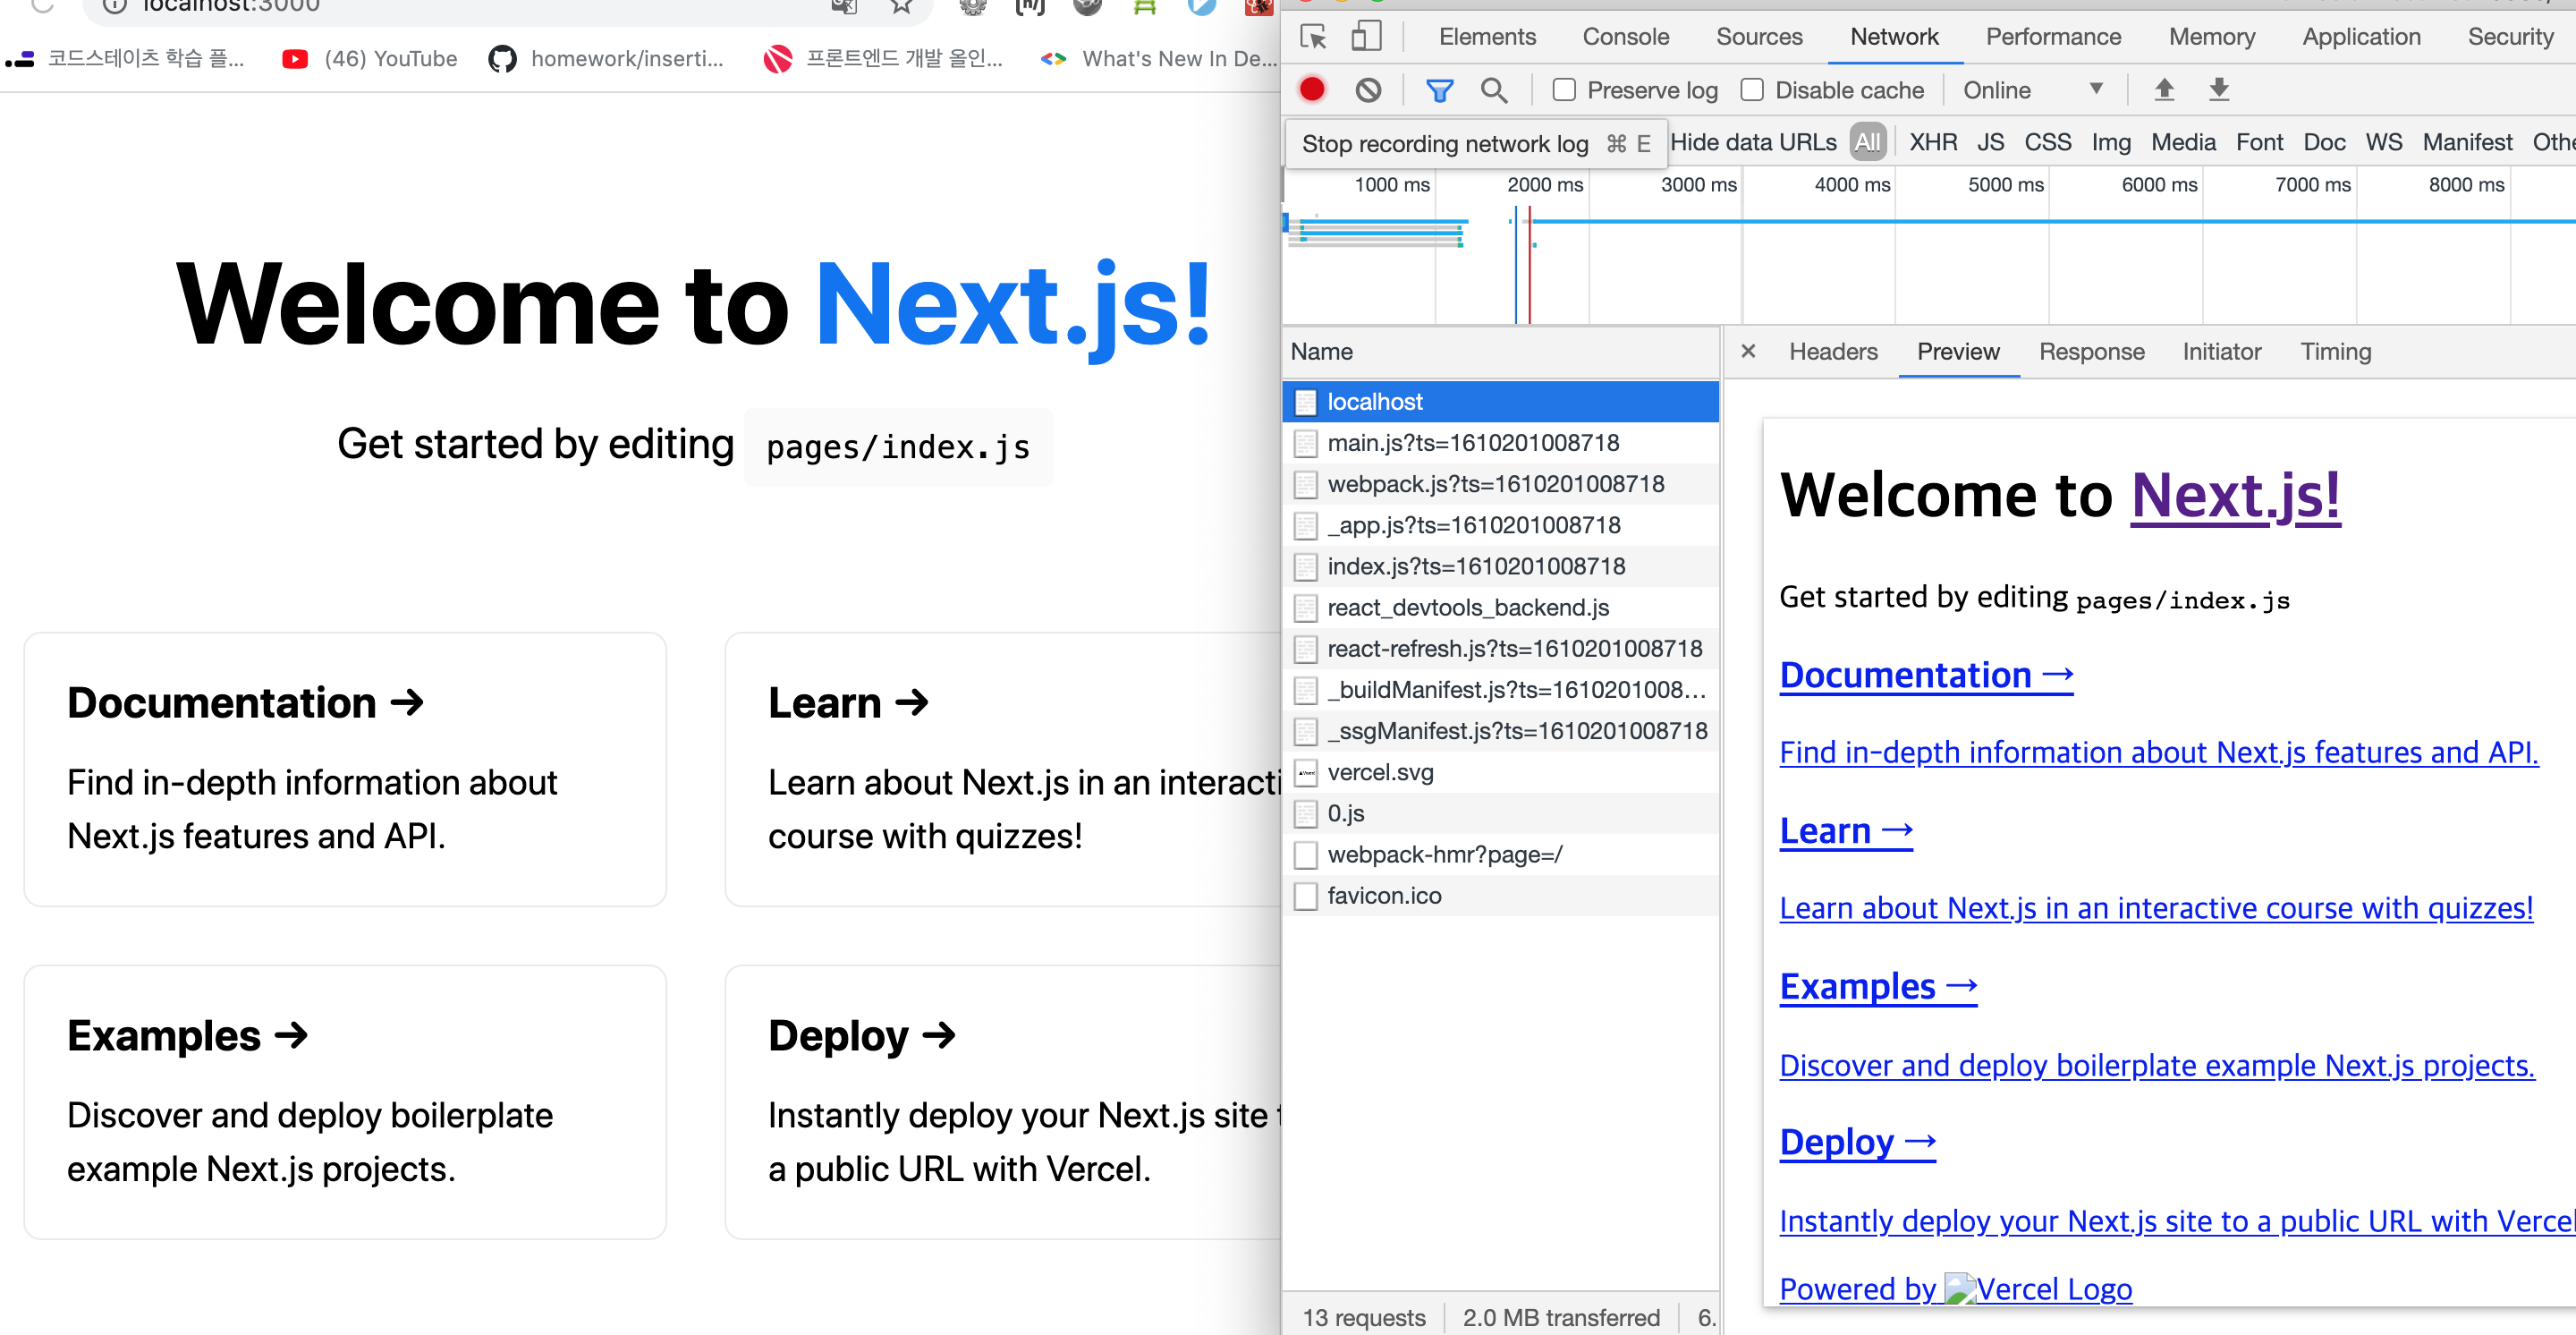 localhost:3000
코드스테이츠 학습 플...
(46) YouTube
homework/inserti...
프론트엔드 개발 올인...
What's New In De...
Welcome to Next.js!
Get started by editing pages/index.js
Documentation →
Find in-depth information about
Next.js features and API.
Learn →
Learn about Next.js in an interacti
course with quizzes!
Examples →
Discover and deploy boilerplate
example Next.js projects.
Deploy →
Instantly deploy your Next.js site t
a public URL with Vercel.
Elements Console Sources Network Performance Memory Application Security
Preserve log Disable cache Online
Stop recording network log ⌘ E
Hide data URLs All XHR JS CSS Img Media Font Doc WS Manifest Othe
1000 ms 2000 ms 3000 ms 4000 ms 5000 ms 6000 ms 7000 ms 8000 ms
Name
localhost
main.js?ts=1610201008718
webpack.js?ts=1610201008718
_app.js?ts=1610201008718
index.js?ts=1610201008718
react_devtools_backend.js
react-refresh.js?ts=1610201008718
_buildManifest.js?ts=1610201008...
_ssgManifest.js?ts=1610201008718
vercel.svg
0.js
webpack-hmr?page=/
favicon.ico
13 requests 2.0 MB transferred 6.
× Headers Preview Response Initiator Timing
Welcome to Next.js!
Get started by editing pages/index.js
Documentation →
Find in-depth information about Next.js features and API.
Learn →
Learn about Next.js in an interactive course with quizzes!
Examples →
Discover and deploy boilerplate example Next.js projects.
Deploy →
Instantly deploy your Next.js site to a public URL with Vercel
Powered by Vercel Logo